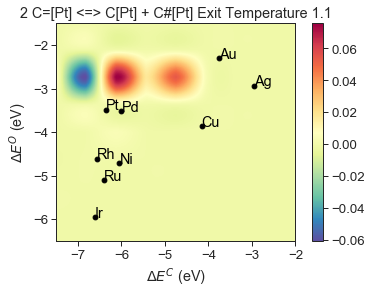 2 C=[Pt] <=> C[Pt] + C#[Pt] Exit Temperature 1.1
−2
−3
−4
−5
−6
ΔE^O (eV)
Au
Ag
Pt
Pd
Cu
Rh
Ni
Ru
Ir
−7
−6
−5
−4
−3
−2
ΔE^C (eV)
0.06
0.04
0.02
0.00
−0.02
−0.04
−0.06